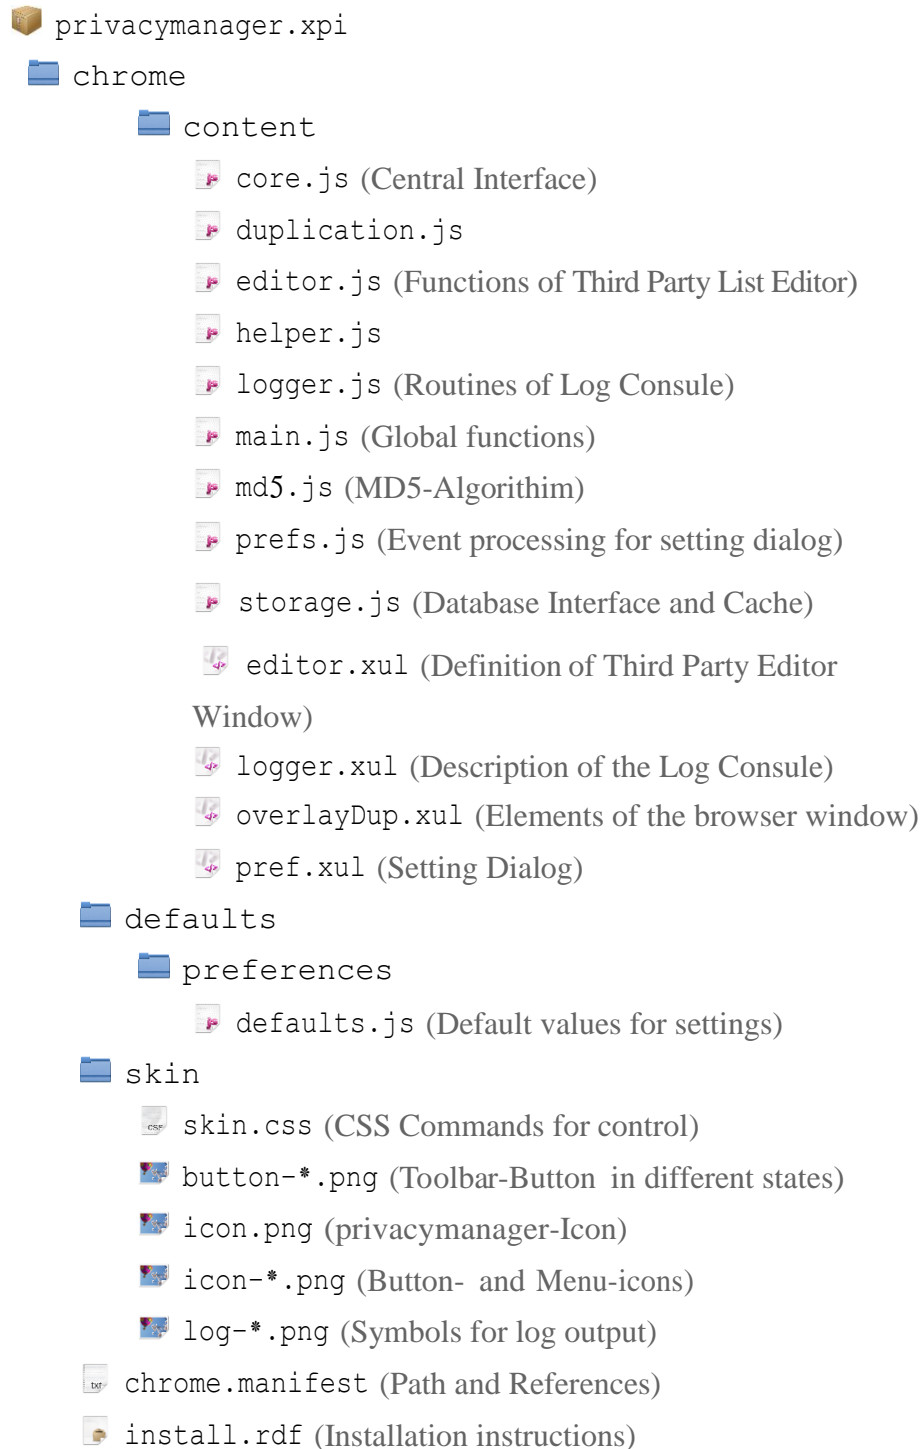 privacymanager.xpi
chrome
content
core.js (Central Interface)
duplication.js
editor.js (Functions of Third Party List Editor)
helper.js
logger.js (Routines of Log Consule)
main.js (Global functions)
md5.js (MD5-Algorithim)
prefs.js (Event processing for setting dialog)
storage.js (Database Interface and Cache)
editor.xul (Definition of Third Party Editor
Window)
logger.xul (Description of the Log Consule)
overlayDup.xul (Elements of the browser window)
pref.xul (Setting Dialog)
defaults
preferences
defaults.js (Default values for settings)
skin
skin.css (CSS Commands for control)
button-*.png (Toolbar-Button in different states)
icon.png (privacymanager-Icon)
icon-*.png (Button- and Menu-icons)
log-*.png (Symbols for log output)
chrome.manifest (Path and References)
install.rdf (Installation instructions)